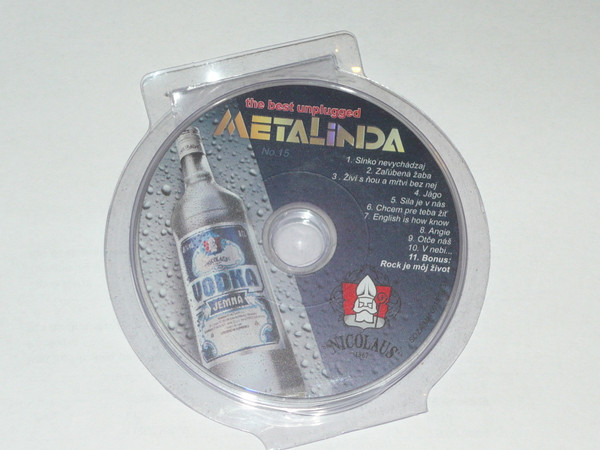 the best unplugged
METALINDA
No. 15
1. Slnko nevychádzaj
2. Zaľúbená žaba
3 . Živí s ňou a mŕtvi bez nej
4. Jágo
5. Sila je v nás
6. Chcem pre teba žiť
7. English is how know
8. Angie
9. Otče náš
10. V nebi...
11. Bonus:
Rock je môj život
VODKA
JEMNÁ
NICOLAUS